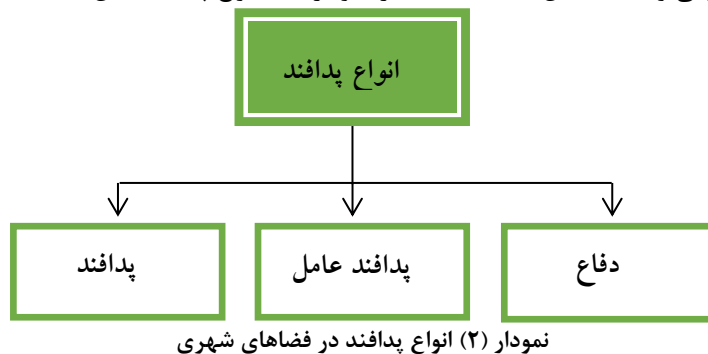 انواع پدافند
دفاع
پدافند عامل
پدافند
نمودار (۲) انواع پدافند در فضاهای شهری